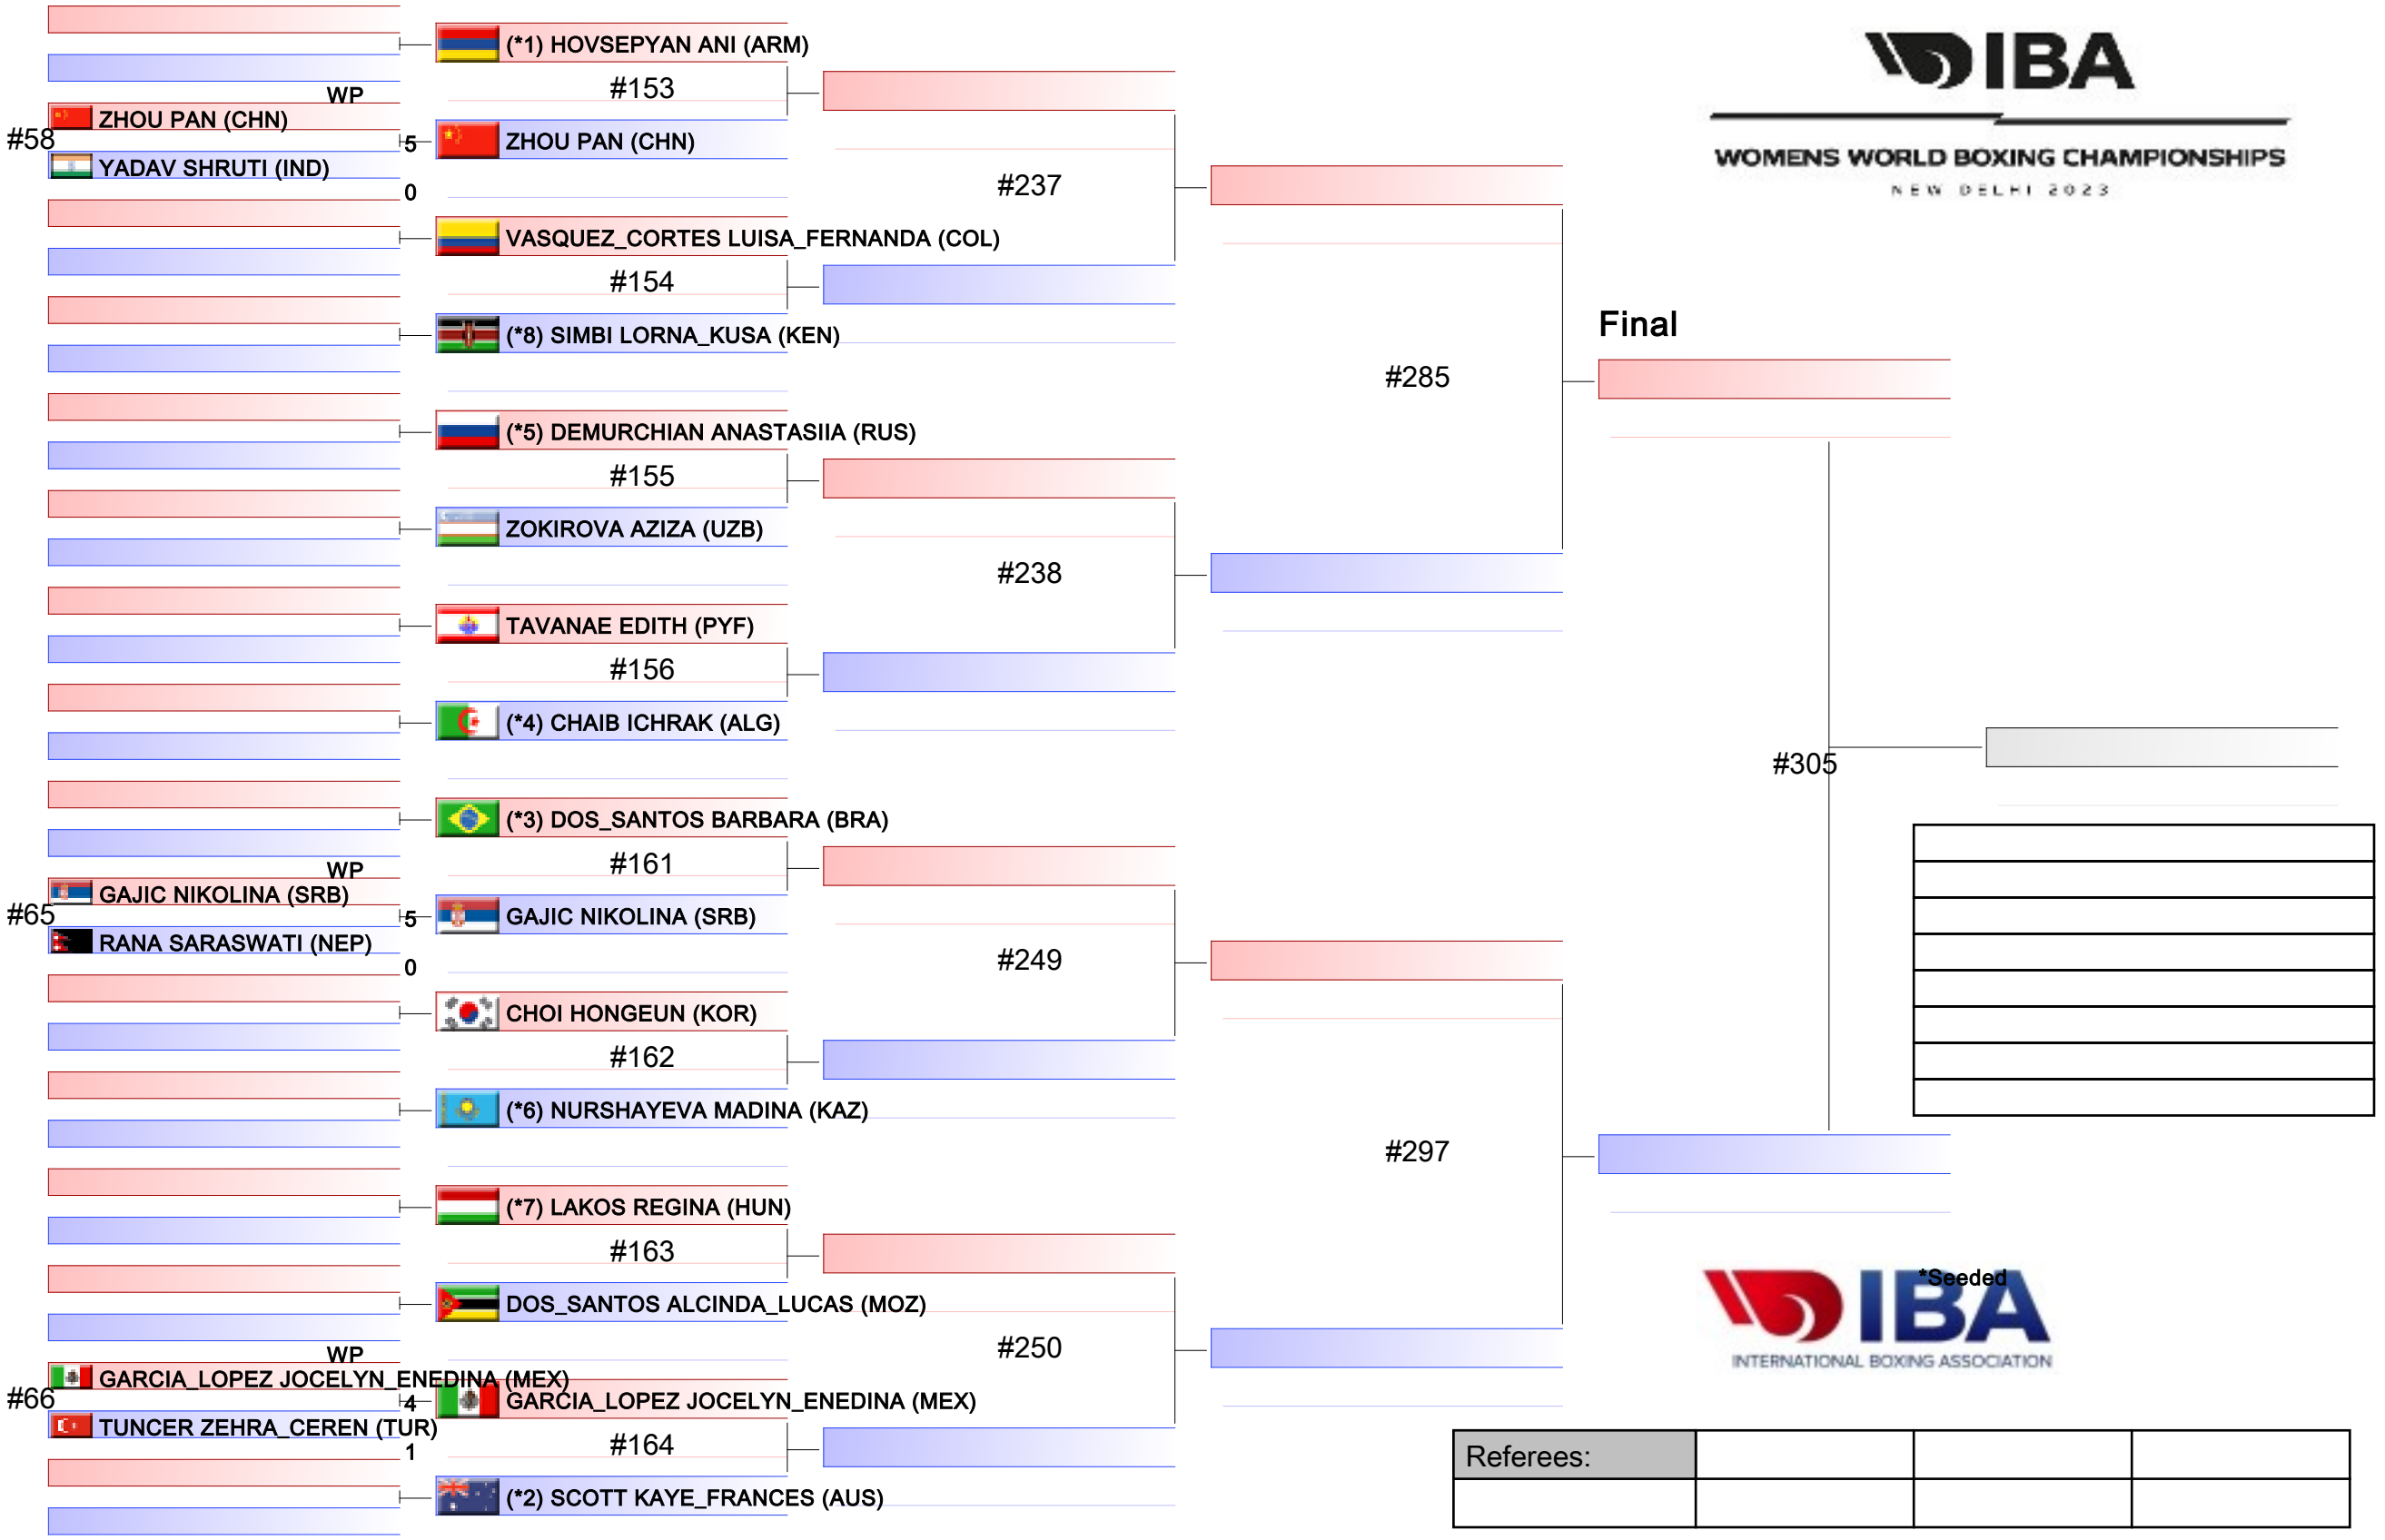 IBA
WOMENS WORLD BOXING CHAMPIONSHIPS
NEW DELHI 2023
WP
#58
ZHOU PAN (CHN)
5
YADAV SHRUTI (IND)
0
(*1) HOVSEPYAN ANI (ARM)
#153
ZHOU PAN (CHN)
#237
VASQUEZ_CORTES LUISA_FERNANDA (COL)
#154
(*8) SIMBI LORNA_KUSA (KEN)
Final
#285
(*5) DEMURCHIAN ANASTASIIA (RUS)
#155
ZOKIROVA AZIZA (UZB)
#238
TAVANAE EDITH (PYF)
#156
(*4) CHAIB ICHRAK (ALG)
#305
(*3) DOS_SANTOS BARBARA (BRA)
#161
WP
#65
GAJIC NIKOLINA (SRB)
5
RANA SARASWATI (NEP)
0
GAJIC NIKOLINA (SRB)
#249
CHOI HONGEUN (KOR)
#162
(*6) NURSHAYEVA MADINA (KAZ)
#297
(*7) LAKOS REGINA (HUN)
#163
DOS_SANTOS ALCINDA_LUCAS (MOZ)
#250
WP
#66
GARCIA_LOPEZ JOCELYN_ENEDINA (MEX)
4
TUNCER ZEHRA_CEREN (TUR)
1
GARCIA_LOPEZ JOCELYN_ENEDINA (MEX)
#164
(*2) SCOTT KAYE_FRANCES (AUS)
*Seeded
IBA
INTERNATIONAL BOXING ASSOCIATION
Referees: